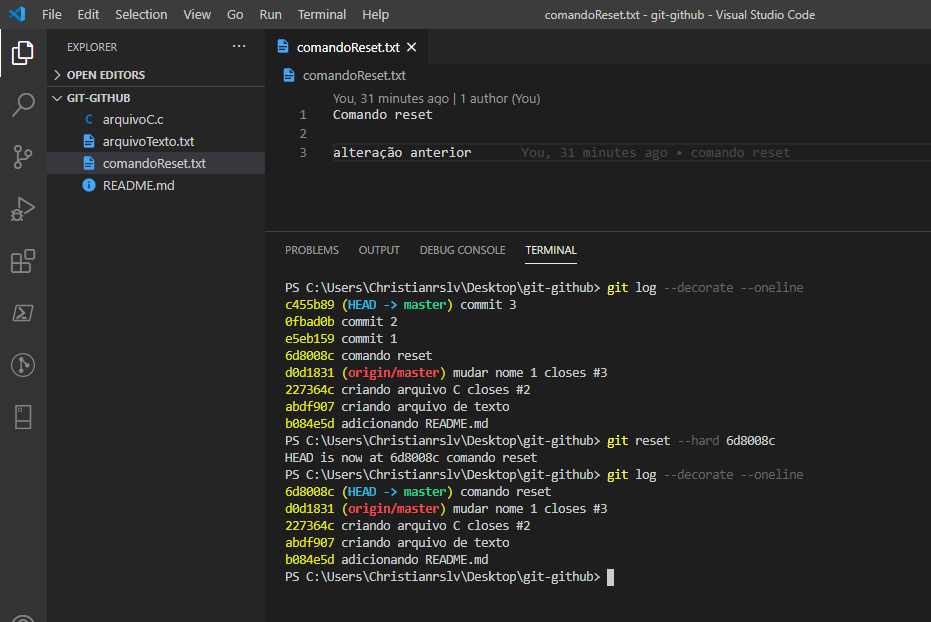 File Edit Selection View Go Run Terminal Help comandoReset.txt - git-github - Visual Studio Code
EXPLORER ···
OPEN EDITORS
GIT-GITHUB
C arquivoC.c
arquivoTexto.txt
comandoReset.txt
README.md
comandoReset.txt
comandoReset.txt
You, 31 minutes ago | 1 author (You)
1 Comando reset
2
3 alteração anterior You, 31 minutes ago • comando reset
PROBLEMS OUTPUT DEBUG CONSOLE TERMINAL
PS C:\Users\Christianrslv\Desktop\git-github> git log --decorate --oneline
c455b89 (HEAD -> master) commit 3
0fbad0b commit 2
e5eb159 commit 1
6d8008c comando reset
d0d1831 (origin/master) mudar nome 1 closes #3
227364c criando arquivo C closes #2
abdf907 criando arquivo de texto
b084e5d adicionando README.md
PS C:\Users\Christianrslv\Desktop\git-github> git reset --hard 6d8008c
HEAD is now at 6d8008c comando reset
PS C:\Users\Christianrslv\Desktop\git-github> git log --decorate --oneline
6d8008c (HEAD -> master) comando reset
d0d1831 (origin/master) mudar nome 1 closes #3
227364c criando arquivo C closes #2
abdf907 criando arquivo de texto
b084e5d adicionando README.md
PS C:\Users\Christianrslv\Desktop\git-github>